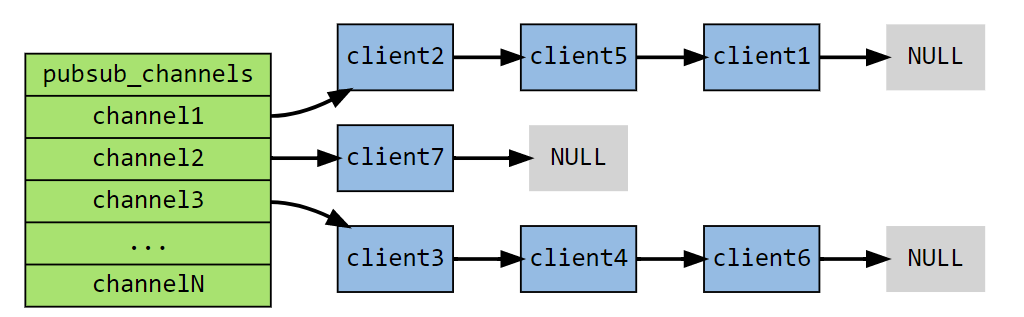 pubsub_channels
channel1
channel2
channel3
...
channelN
client2 client5 client1 NULL
client7 NULL
client3 client4 client6 NULL